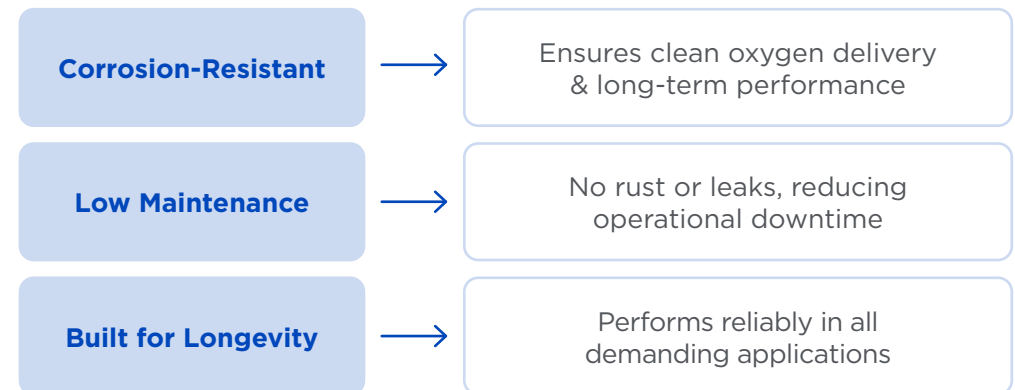 Corrosion-Resistant
Ensures clean oxygen delivery
& long-term performance
Low Maintenance
No rust or leaks, reducing
operational downtime
Built for Longevity
Performs reliably in all
demanding applications